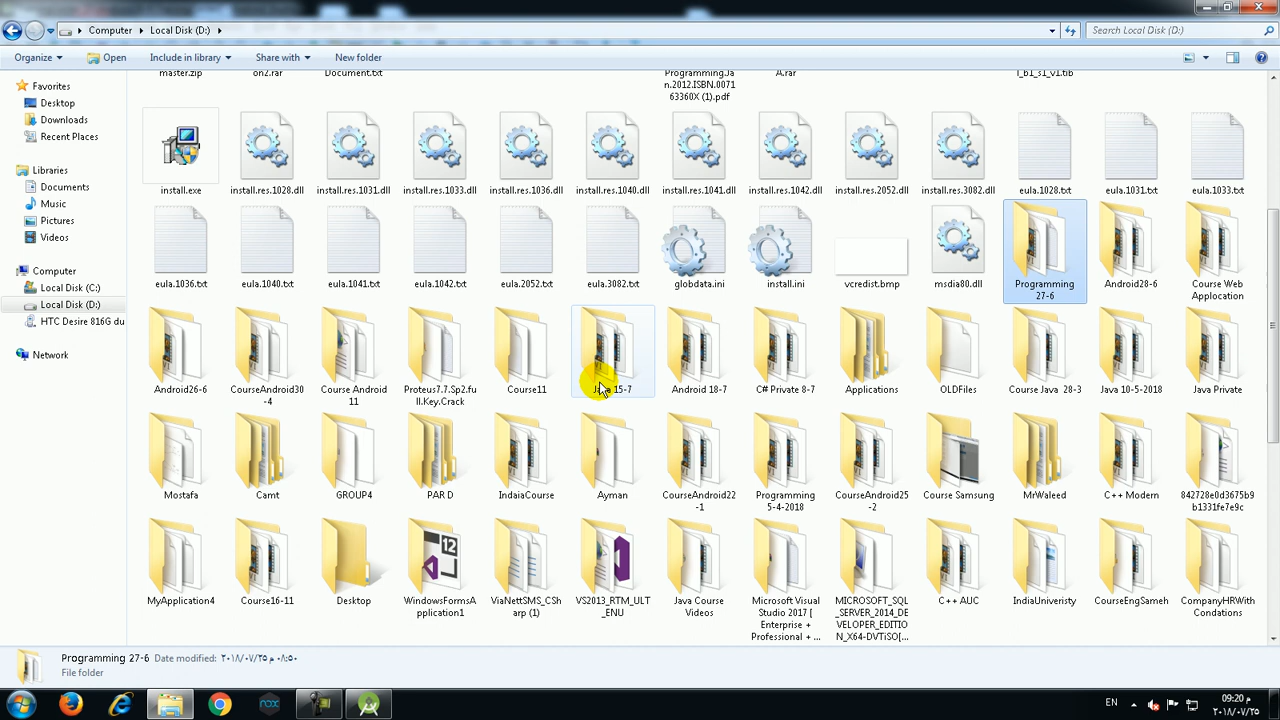 Computer Local Disk (D:)
Search Local Disk (D:)
Organize Open Include in library Share with New folder
Favorites
Desktop
Downloads
Recent Places
Libraries
Documents
Music
Pictures
Videos
Computer
Local Disk (C:)
Local Disk (D:)
HTC Desire 816G du
Network
master.zip
on2.rar
Document.txt
ProgrammingJa
n.2012.ISBN.0071
63360X (1).pdf
A.rar
install.exe
install.res.1028.dll
install.res.1031.dll
install.res.1033.dll
install.res.1036.dll
install.res.1040.dll
install.res.1041.dll
install.res.1042.dll
install.res.2052.dll
install.res.3082.dll
eula.1028.txt
eula.1031.txt
eula.1033.txt
eula.1036.txt
eula.1040.txt
eula.1041.txt
eula.1042.txt
eula.2052.txt
eula.3082.txt
globdata.ini
install.ini
vcredist.bmp
msdia80.dll
Programming
27-6
Android28-6
Course Web
Applocation
Android26-6
CourseAndroid30
-4
Course Android
11
Proteus7.7.Sp2.fu
ll.Key.Crack
Course11
15-7
Android 18-7
C# Private 8-7
Applications
OLDFiles
Course Java 28-3
Java 10-5-2018
Java Private
Mostafa
Camt
GROUP4
PAR D
IndaiaCourse
Ayman
CourseAndroid22
-1
Programming
5-4-2018
CourseAndroid25
-2
Course Samsung
MrWaleed
C++ Modern
842728e0d3675b9
b1331fe7e9c
MyApplication4
Course16-11
Desktop
WindowsFormsA
pplication1
ViaNetSMS_CSh
arp (1)
VS2013_RTM_ULT
_ENU
Java Course
Videos
Microsoft Visual
Studio 2017 [
Enterprise +
Professional + ...
MICROSOFT_SQL
_SERVER_2014_DE
VELOPER_EDITIO
N_X64-DVTiSO[...
C++ AUC
IndiaUniveristy
CourseEngSameh
CompanyHRWith
Condations
Programming 27-6 Date modified: ٢٠١٨/٠٧/٢٥ م ٠٨:٥٠
File folder
EN
09:20 م
٢٠١٨/٠٧/٢٥